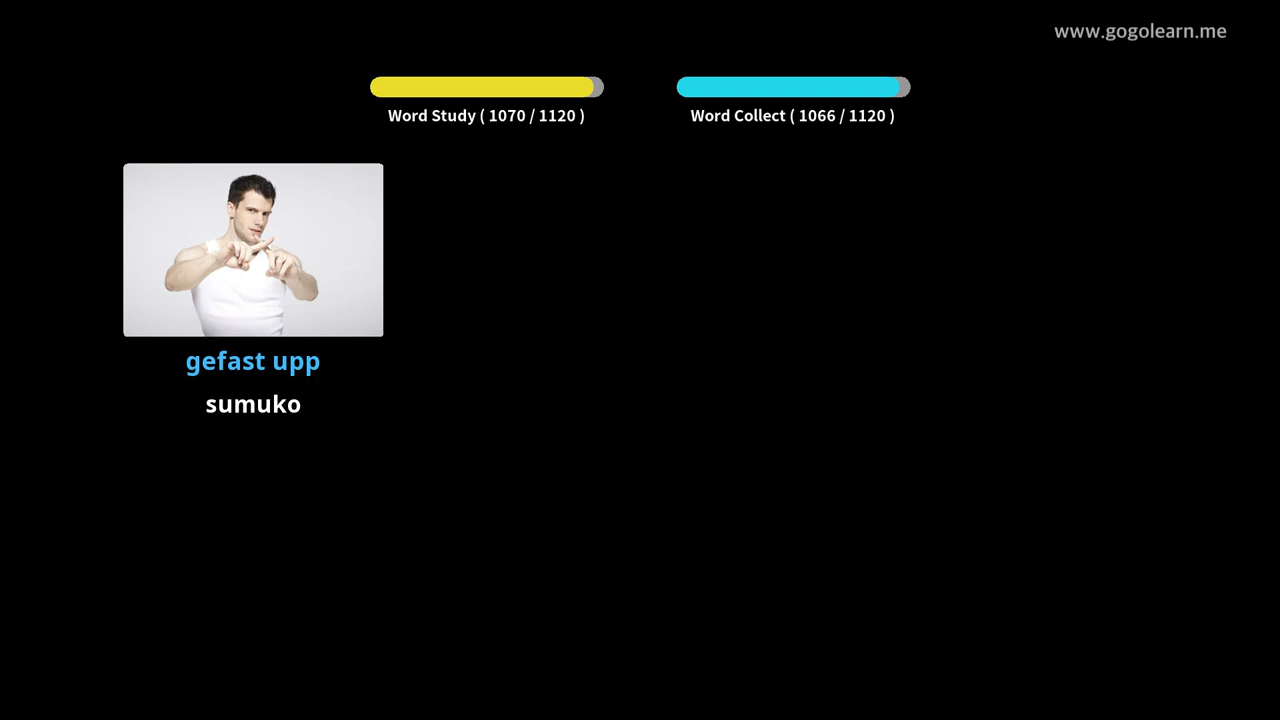 www.gogolearn.me
Word Study ( 1070 / 1120 )
Word Collect ( 1066 / 1120 )
gefast upp
sumuko